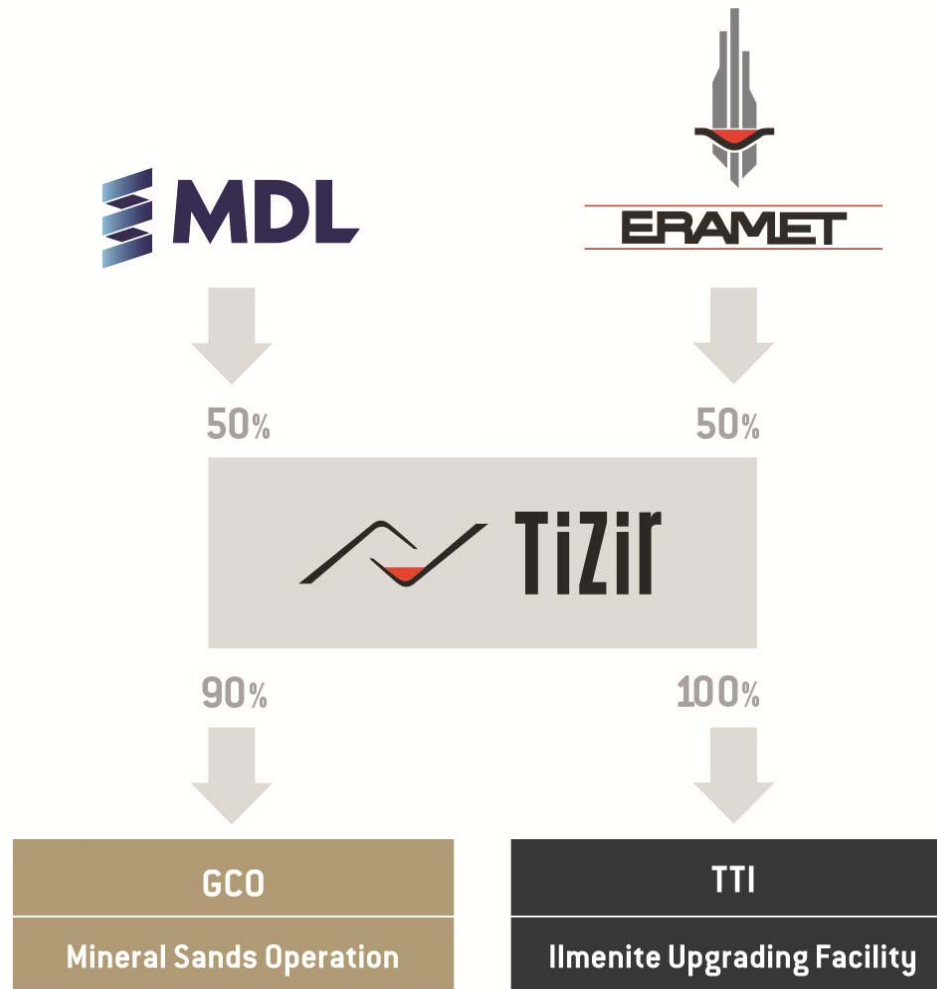 MDL
ERAMET
50% 50%
TiZir
90% 100%
GCO
Mineral Sands Operation
TTI
Ilmenite Upgrading Facility